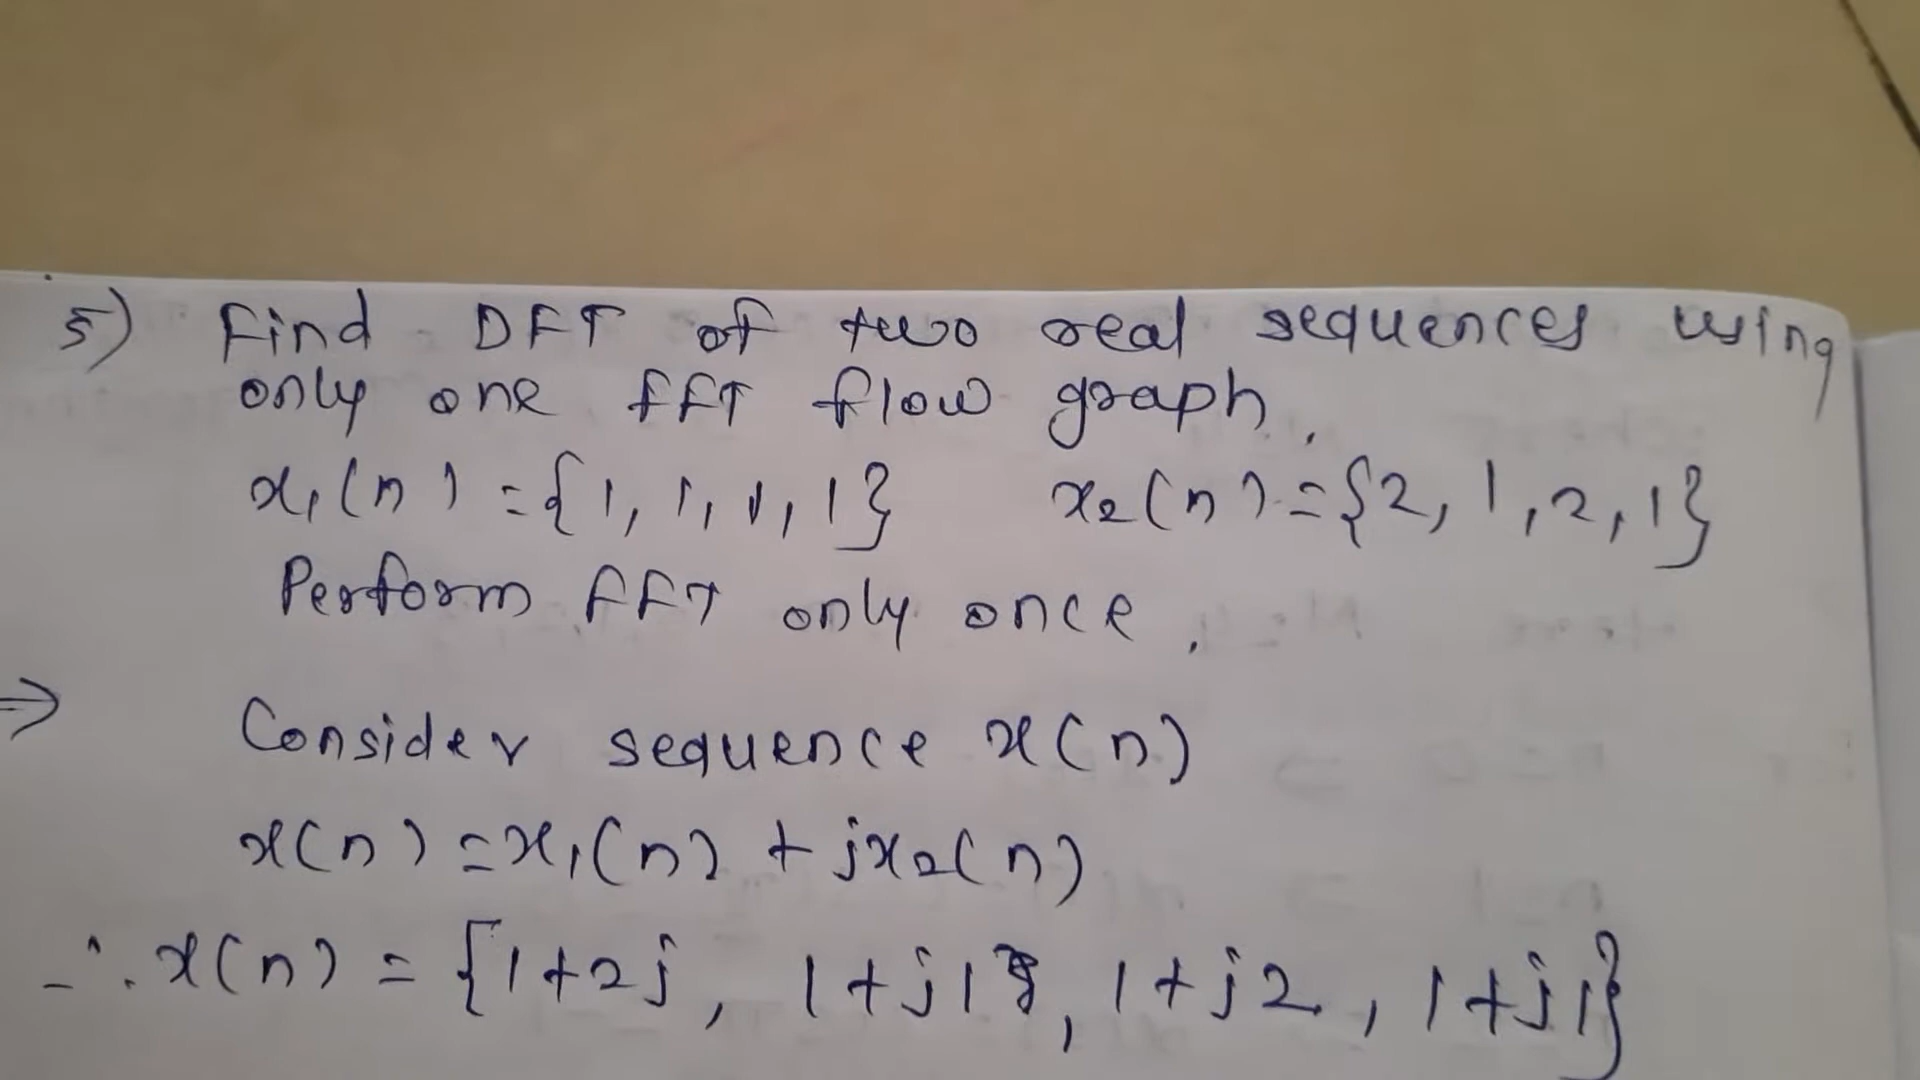 5) Find DFT of two real sequences using
only one FFT flow graph.
x₁(n) = {1, 1, 1, 1} x₂(n) = {2, 1, 2, 1}
Perform FFT only once.
⇒ Consider sequence x(n)
x(n) = x₁(n) + jx₂(n)
∴ x(n) = {1+2j, 1+j1, 1+j2, 1+j1}